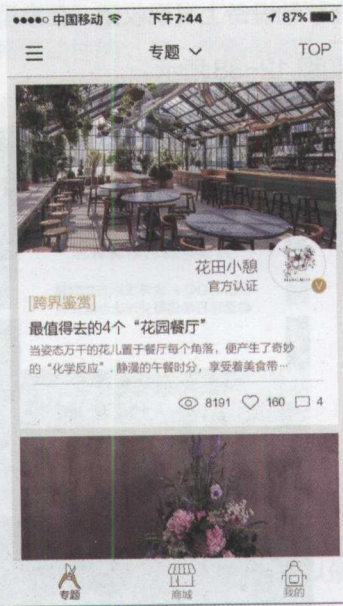 中国移动 下午7:44 87%
专题 TOP
花田小憩
官方认证
[跨界鉴赏]
最值得去的4个“花园餐厅”
当姿态万千的花儿置于餐厅每个角落，便产生了奇妙
的“化学反应”．静漫的午餐时分，享受着美食带…
8191 160 4
专题 商城 我的